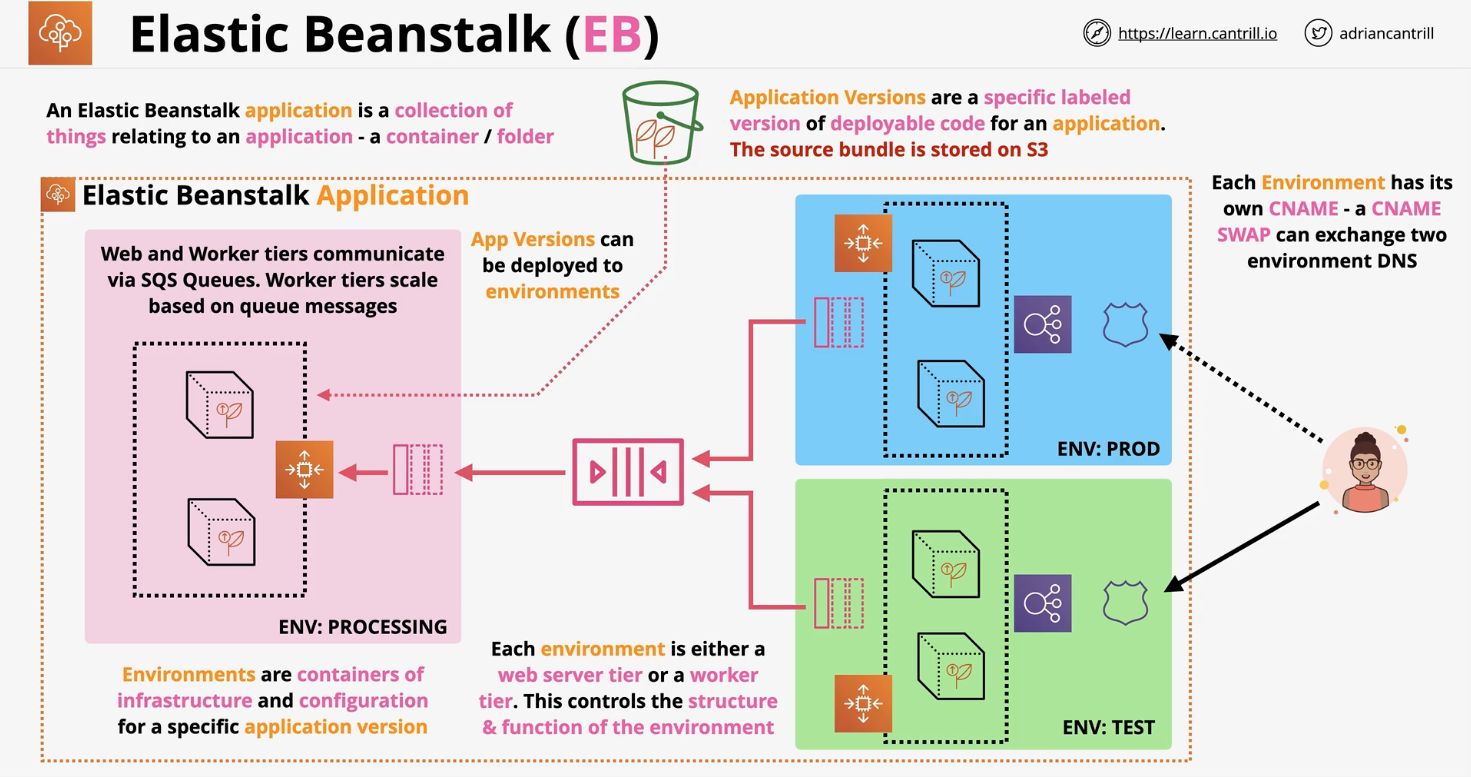 Elastic Beanstalk (EB)
https://learn.cantrill.io
adriancantrill
An Elastic Beanstalk application is a collection of
things relating to an application - a container / folder
Application Versions are a specific labeled
version of deployable code for an application.
The source bundle is stored on S3
Elastic Beanstalk Application
Each Environment has its
own CNAME - a CNAME
SWAP can exchange two
environment DNS
Web and Worker tiers communicate
via SQS Queues. Worker tiers scale
based on queue messages
App Versions can
be deployed to
environments
ENV: PROD
ENV: PROCESSING
ENV: TEST
Environments are containers of
infrastructure and configuration
for a specific application version
Each environment is either a
web server tier or a worker
tier. This controls the structure
& function of the environment